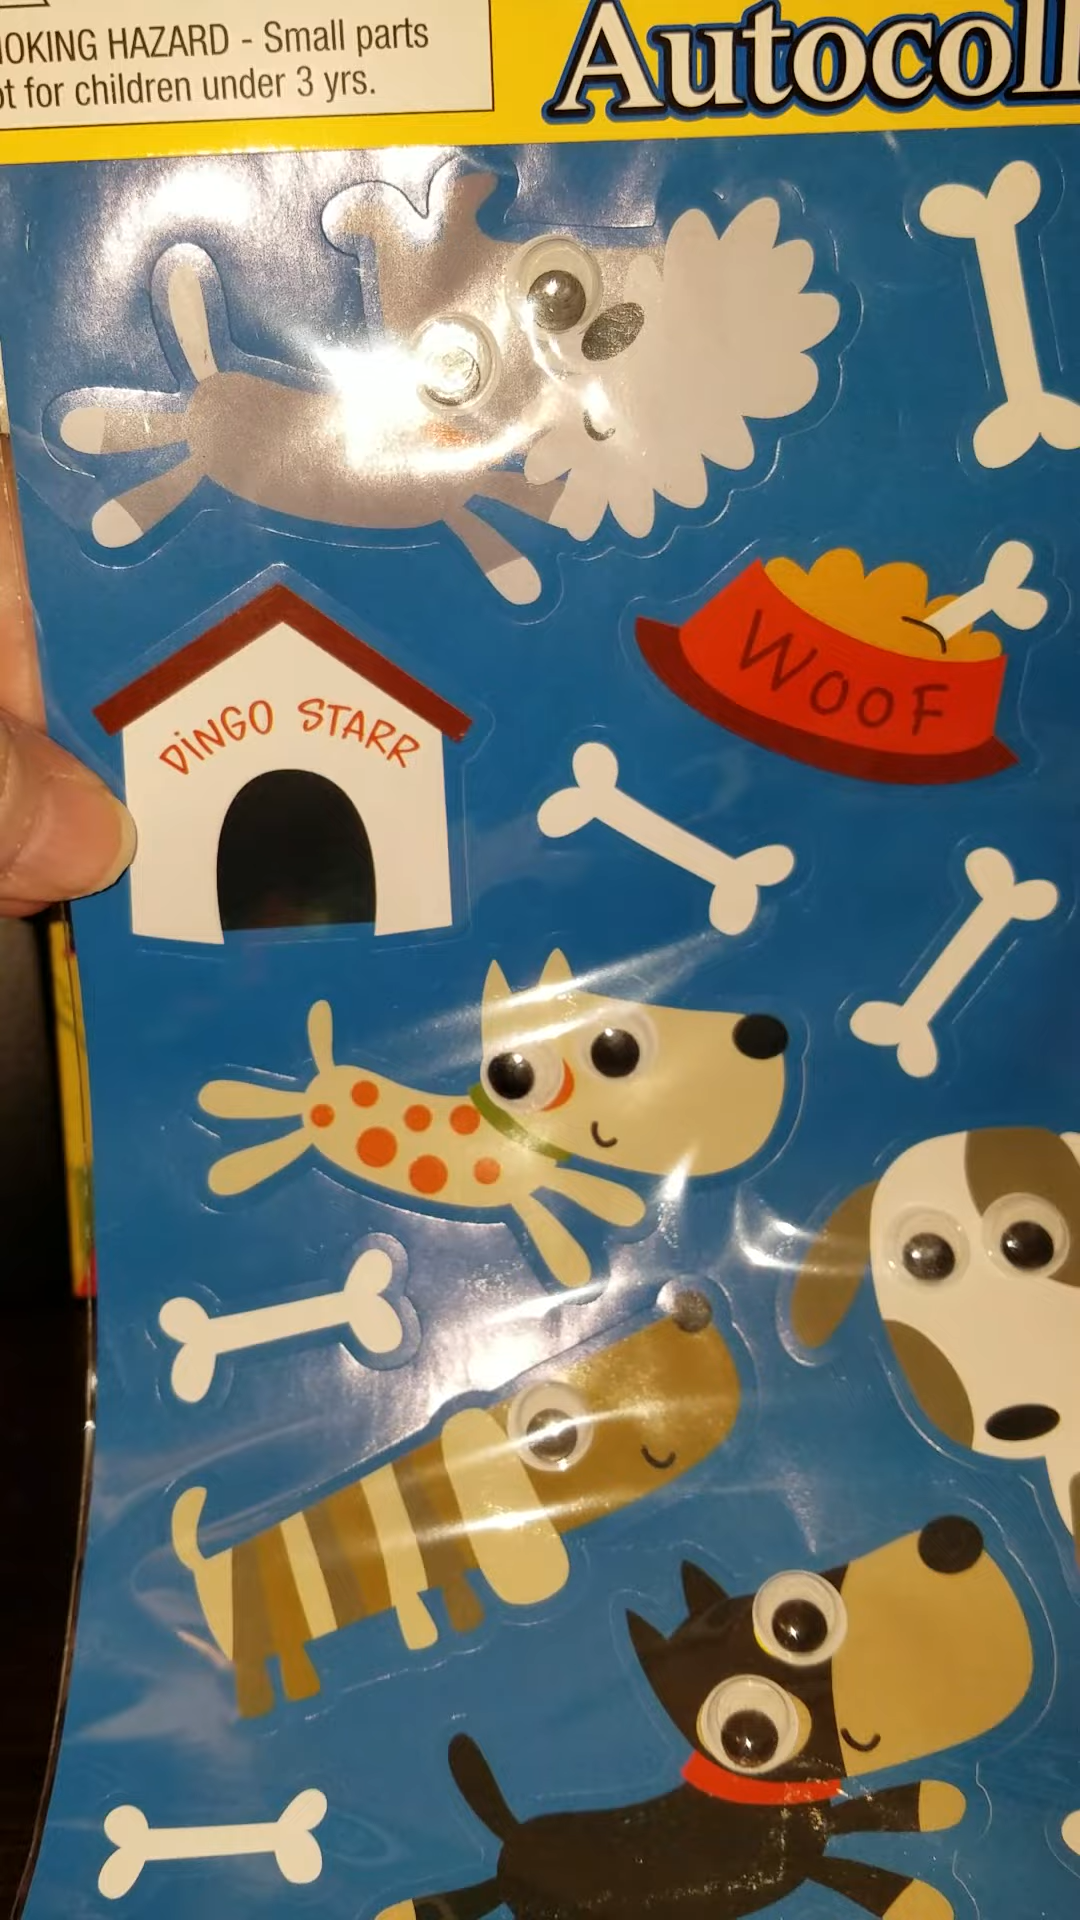 OKING HAZARD - Small parts
ot for children under 3 yrs.
Autocoll
DINGO STARR
WOOF